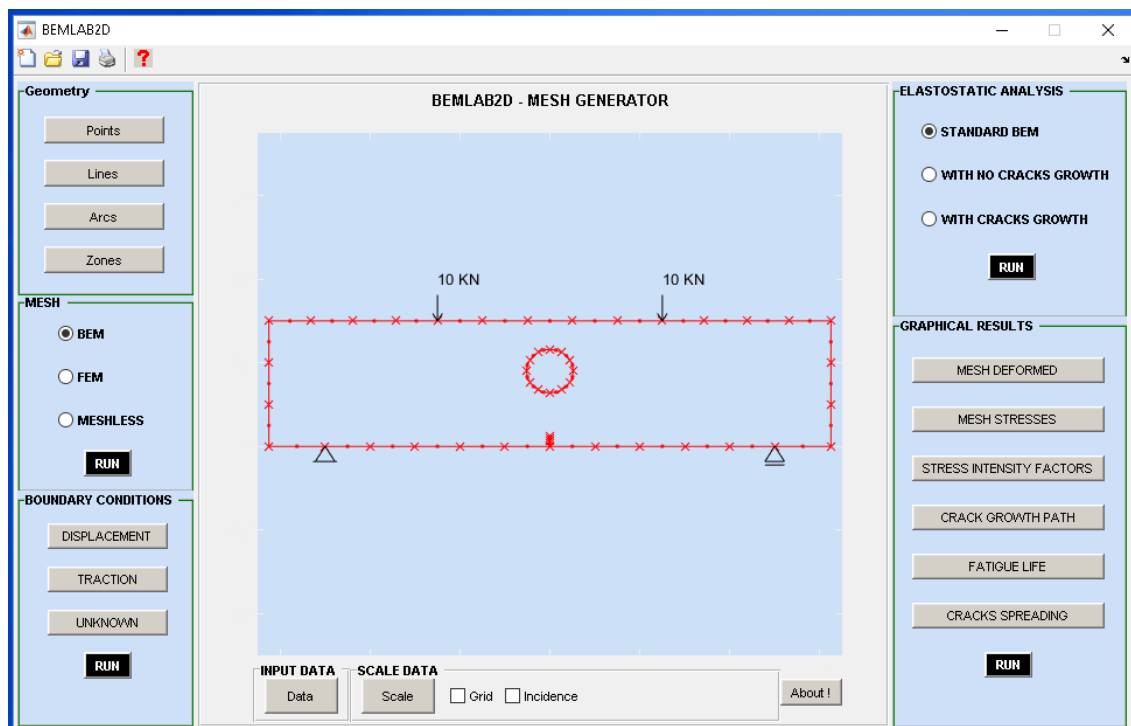 BEMLAB2D
Geometry
Points
Lines
Arcs
Zones
MESH
BEM
FEM
MESHLESS
RUN
BOUNDARY CONDITIONS
DISPLACEMENT
TRACTION
UNKNOWN
RUN
BEMLAB2D - MESH GENERATOR
10 KN 10 KN
INPUT DATA
Data
SCALE DATA
Scale Grid Incidence
About !
ELASTOSTATIC ANALYSIS
STANDARD BEM
WITH NO CRACKS GROWTH
WITH CRACKS GROWTH
RUN
GRAPHICAL RESULTS
MESH DEFORMED
MESH STRESSES
STRESS INTENSITY FACTORS
CRACK GROWTH PATH
FATIGUE LIFE
CRACKS SPREADING
RUN